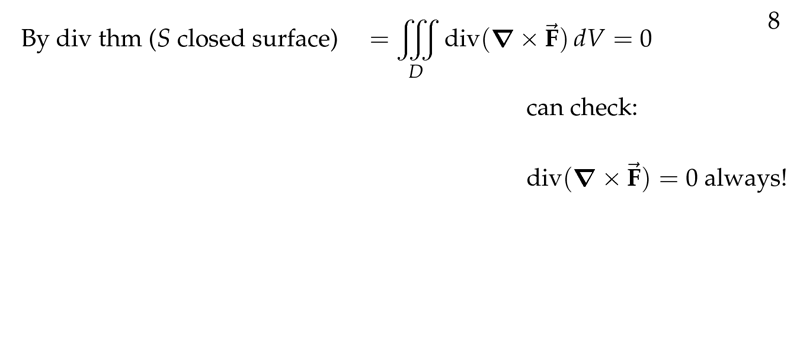 8
By div thm (S closed surface) = ∭_D div(∇ × F⃗) dV = 0
can check:
div(∇ × F⃗) = 0 always!